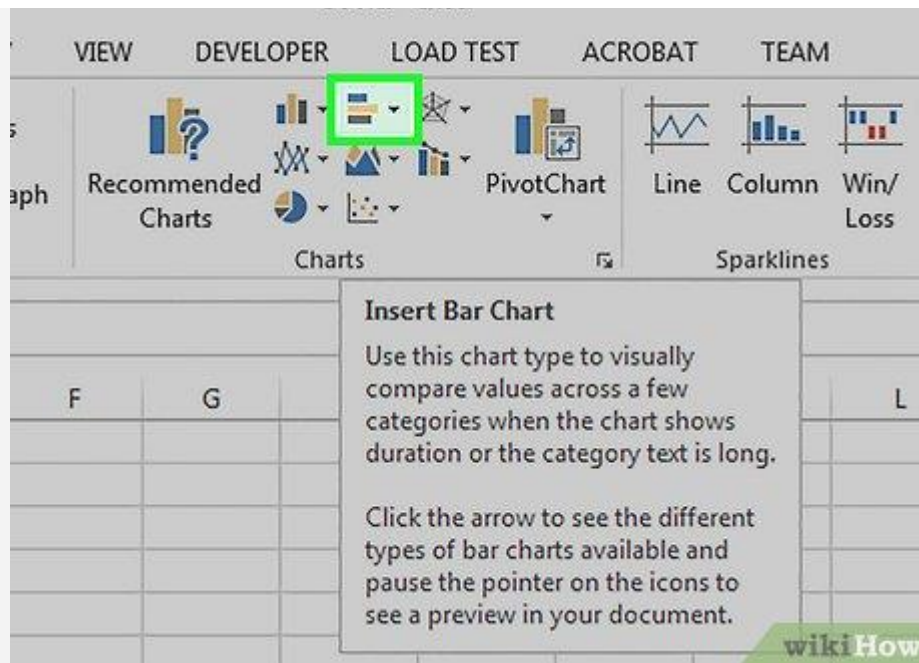 VIEW DEVELOPER LOAD TEST ACROBAT TEAM
aph
Recommended
Charts
PivotChart
Line Column Win/
Loss
Charts
Sparklines
Insert Bar Chart
Use this chart type to visually
compare values across a few
categories when the chart shows
duration or the category text is long.
Click the arrow to see the different
types of bar charts available and
pause the pointer on the icons to
see a preview in your document.
F G L
wikiHow